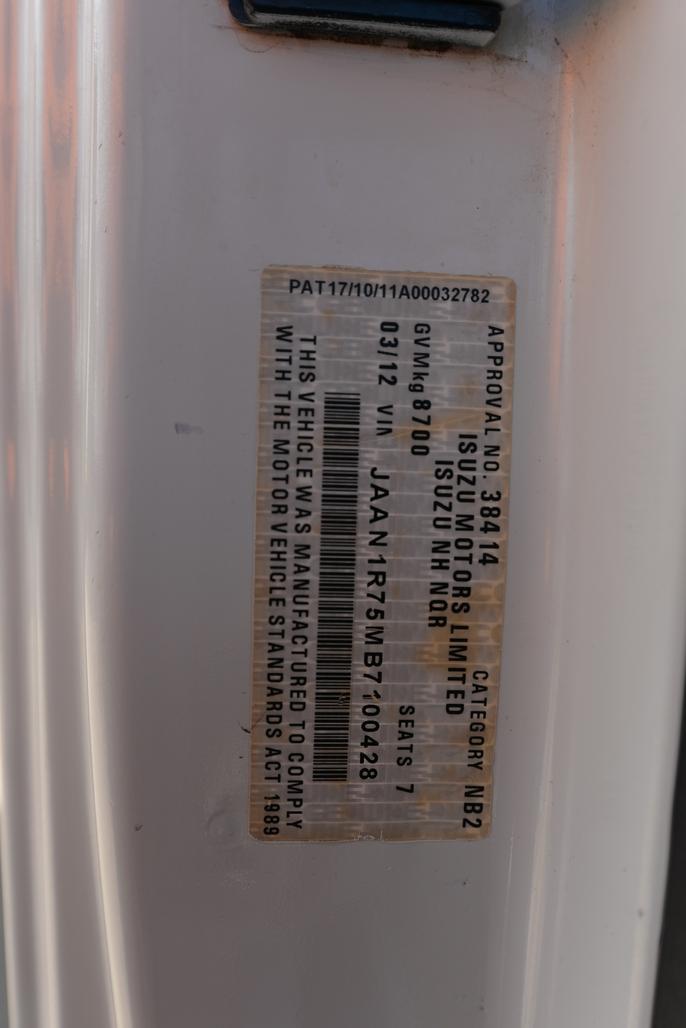 PAT17/10/11A00032782
APPROVAL NO. 38414 CATEGORY NB2
ISUZU MOTORS LIMITED
ISUZU NH NQR
GVMkg 8700 SEATS 7
03/12 VIN JAAN1R75MB7100428
THIS VEHICLE WAS MANUFACTURED TO COMPLY
WITH THE MOTOR VEHICLE STANDARDS ACT 1989